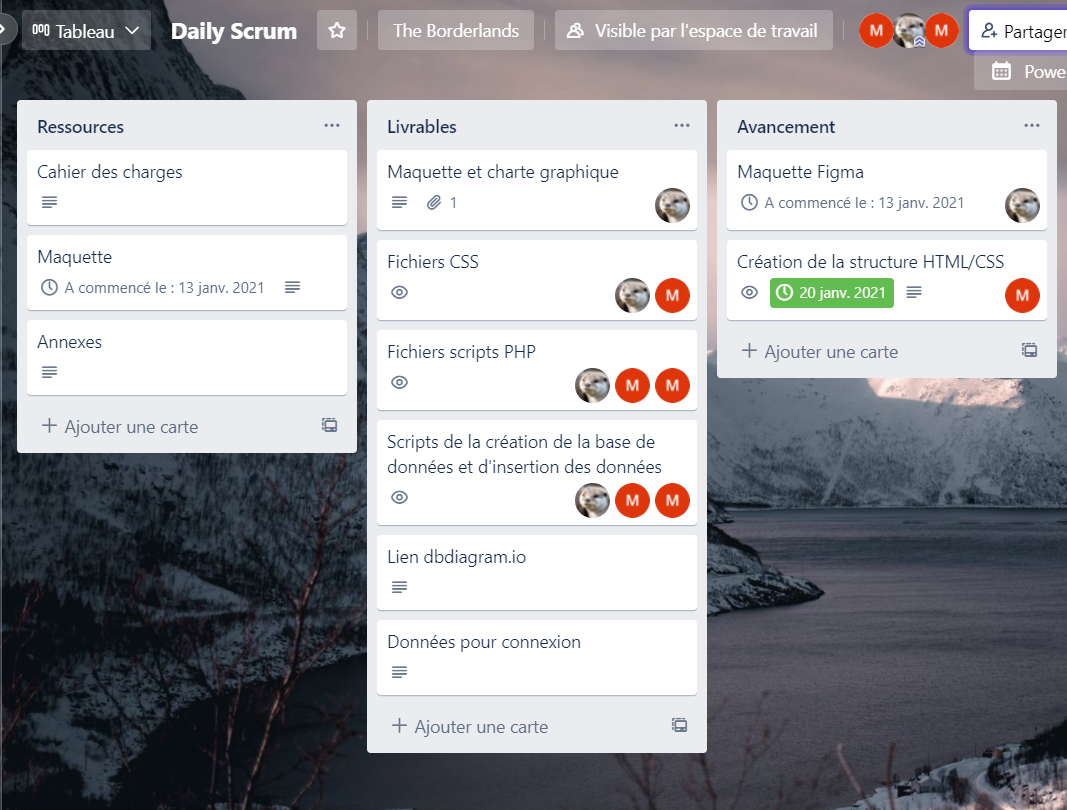 Tableau
Daily Scrum
The Borderlands
Visible par l'espace de travail
M
M
Partager
Powe
Ressources
Cahier des charges
Maquette
A commencé le : 13 janv. 2021
Annexes
Ajouter une carte
Livrables
Maquette et charte graphique
1
Fichiers CSS
M
Fichiers scripts PHP
M
M
Scripts de la création de la base de
données et d'insertion des données
M
M
Lien dbdiagram.io
Données pour connexion
Ajouter une carte
Avancement
Maquette Figma
A commencé le : 13 janv. 2021
Création de la structure HTML/CSS
20 janv. 2021
M
Ajouter une carte